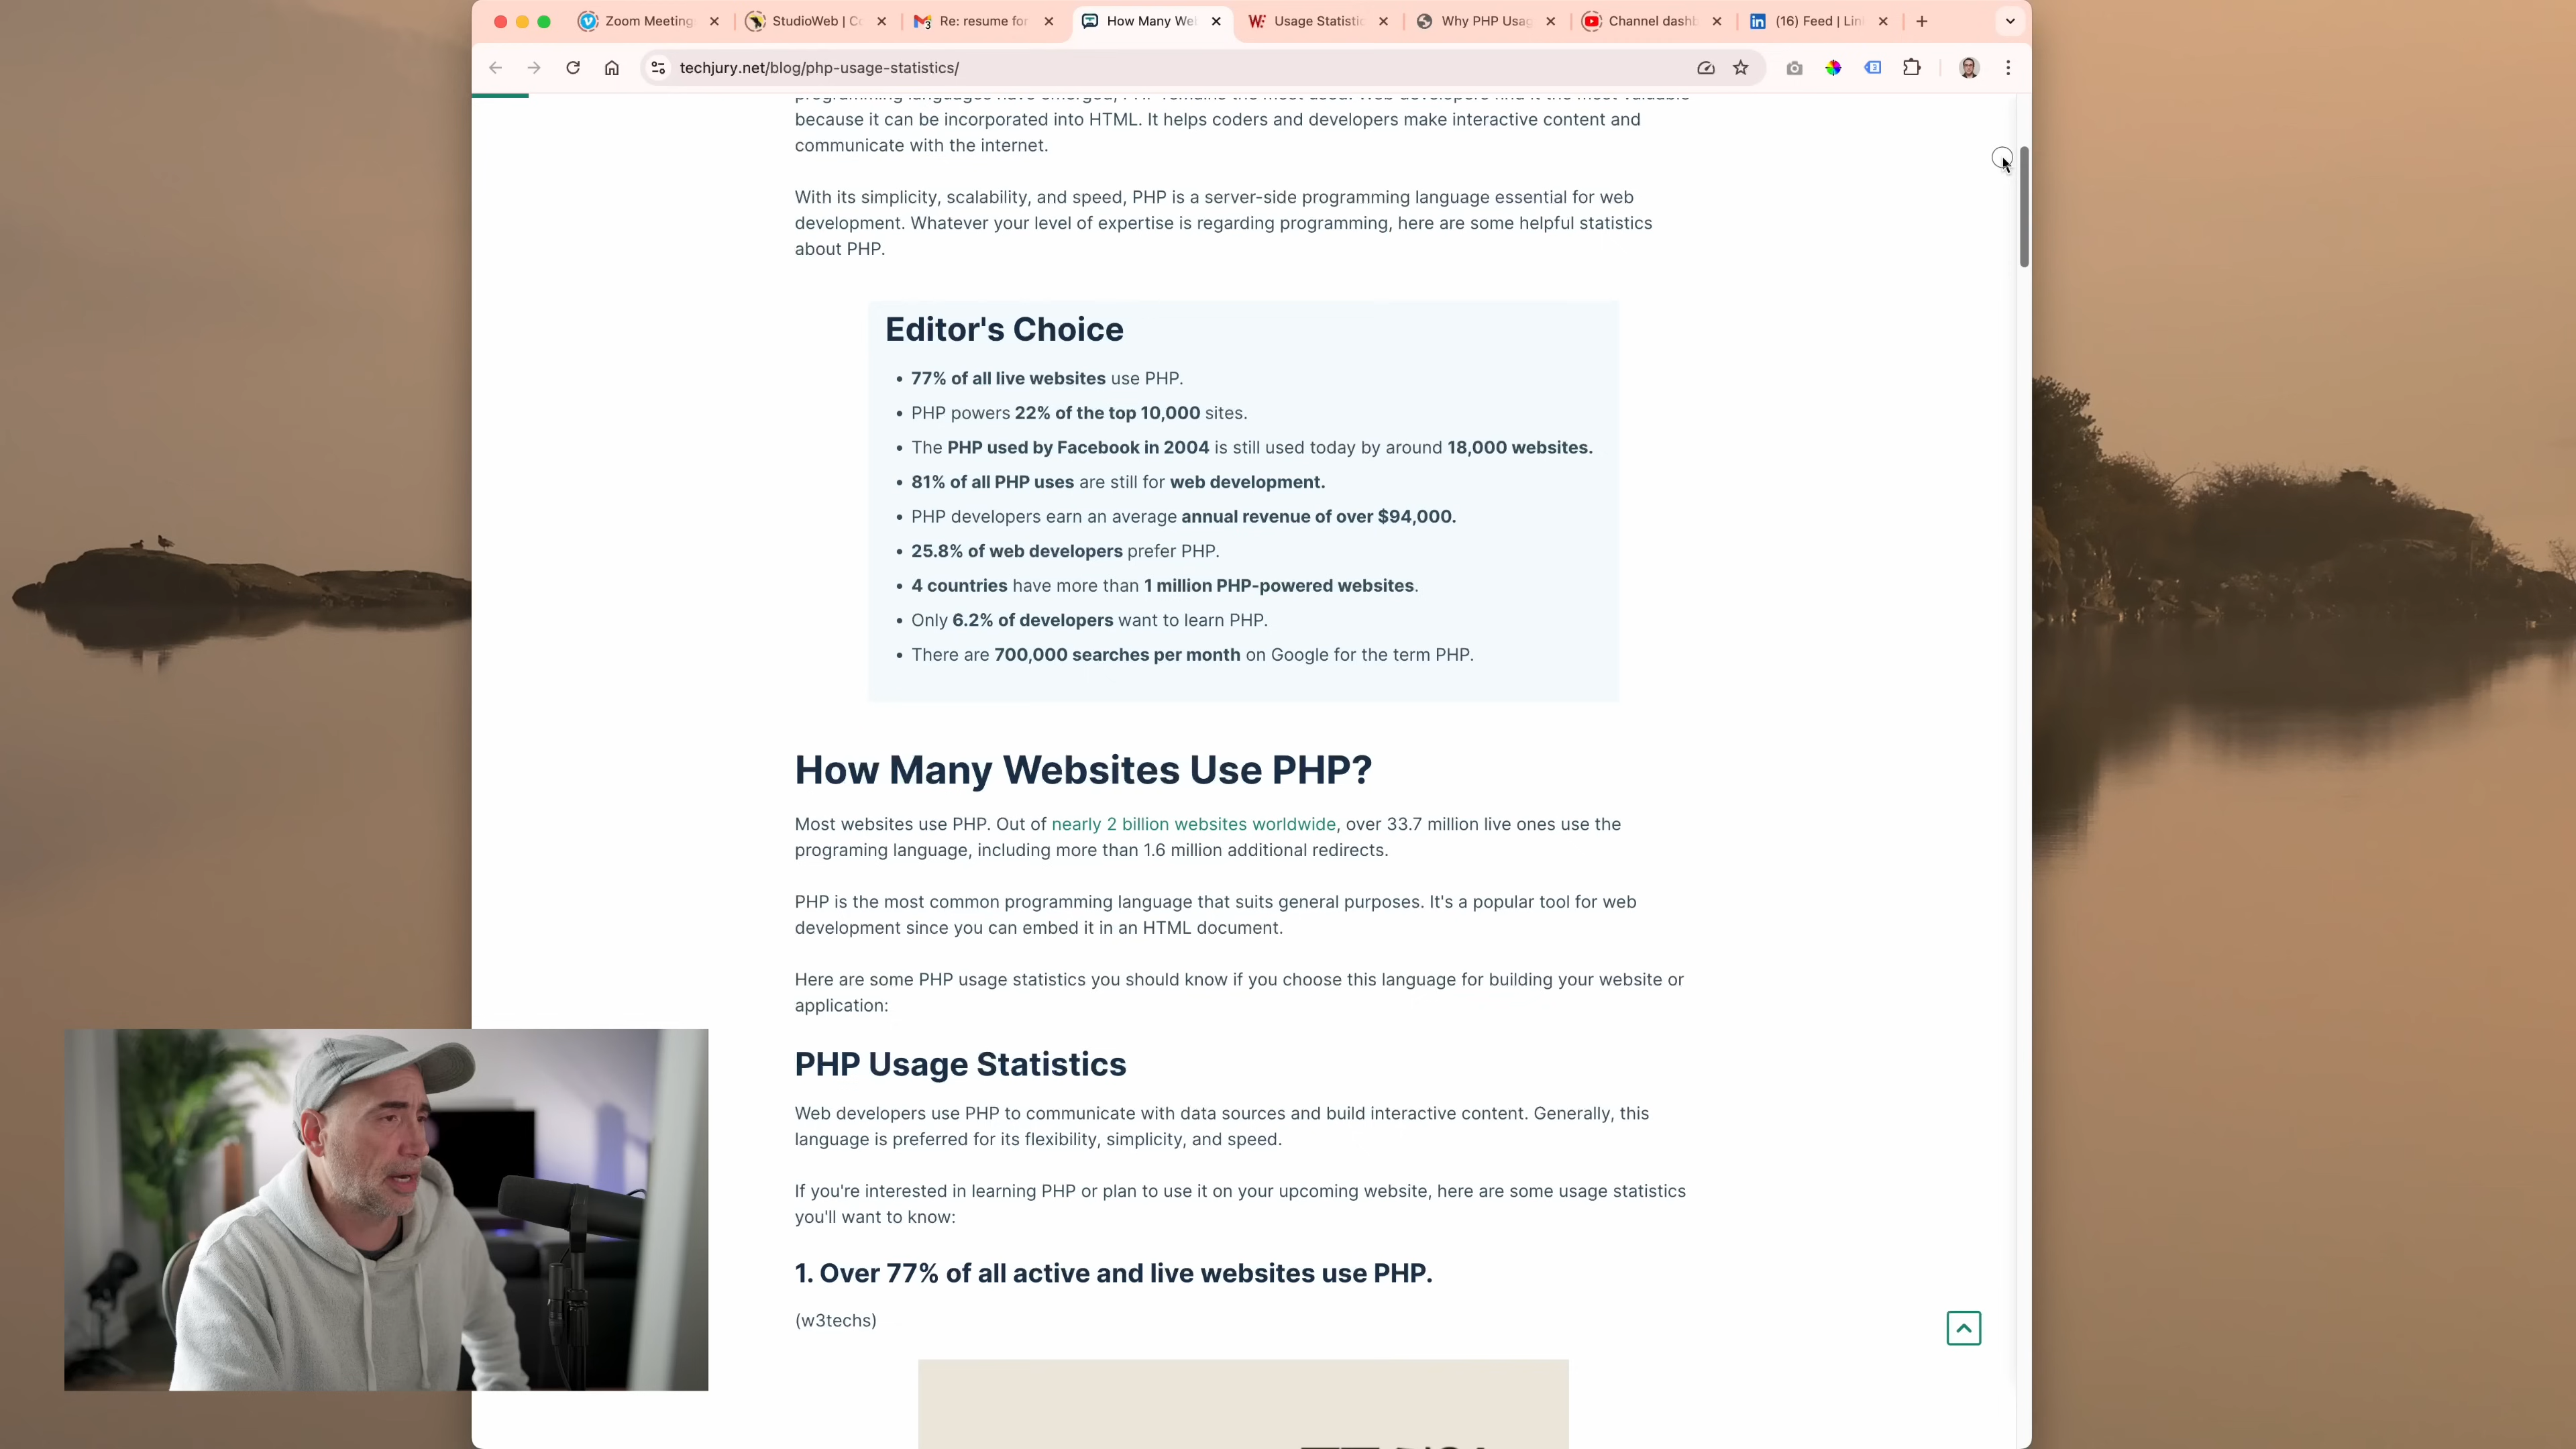 Zoom Meeting
StudioWeb | Co
Re: resume for
How Many Wel
Usage Statistic
Why PHP Usag
Channel dashb
(16) Feed | Lin
techjury.net/blog/php-usage-statistics/
because it can be incorporated into HTML. It helps coders and developers make interactive content and
communicate with the internet.
With its simplicity, scalability, and speed, PHP is a server-side programming language essential for web
development. Whatever your level of expertise is regarding programming, here are some helpful statistics
about PHP.
Editor's Choice
• 77% of all live websites use PHP.
• PHP powers 22% of the top 10,000 sites.
• The PHP used by Facebook in 2004 is still used today by around 18,000 websites.
• 81% of all PHP uses are still for web development.
• PHP developers earn an average annual revenue of over $94,000.
• 25.8% of web developers prefer PHP.
• 4 countries have more than 1 million PHP-powered websites.
• Only 6.2% of developers want to learn PHP.
• There are 700,000 searches per month on Google for the term PHP.
How Many Websites Use PHP?
Most websites use PHP. Out of nearly 2 billion websites worldwide, over 33.7 million live ones use the
programing language, including more than 1.6 million additional redirects.
PHP is the most common programming language that suits general purposes. It's a popular tool for web
development since you can embed it in an HTML document.
Here are some PHP usage statistics you should know if you choose this language for building your website or
application:
PHP Usage Statistics
Web developers use PHP to communicate with data sources and build interactive content. Generally, this
language is preferred for its flexibility, simplicity, and speed.
If you're interested in learning PHP or plan to use it on your upcoming website, here are some usage statistics
you'll want to know:
1. Over 77% of all active and live websites use PHP.
(w3techs)